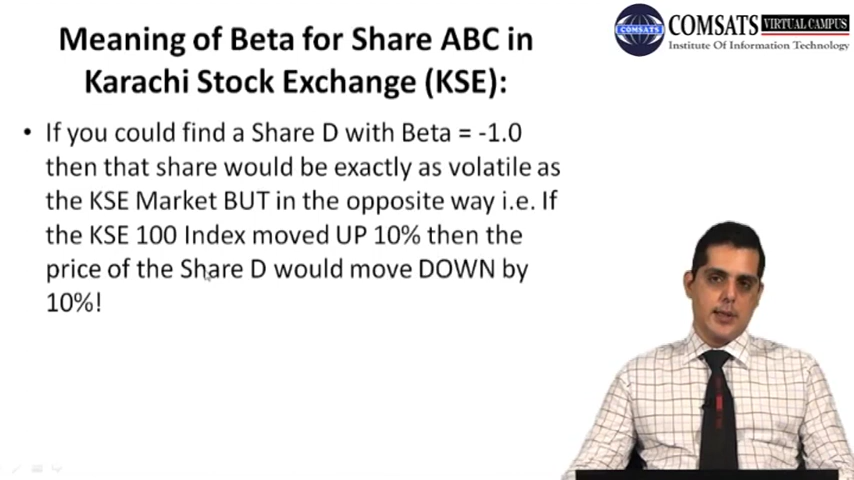 Meaning of Beta for Share ABC in
Karachi Stock Exchange (KSE):
COMSATS
COMSATS VIRTUAL CAMPUS
Institute Of Information Technology
• If you could find a Share D with Beta = -1.0
then that share would be exactly as volatile as
the KSE Market BUT in the opposite way i.e. If
the KSE 100 Index moved UP 10% then the
price of the Share D would move DOWN by
10%!